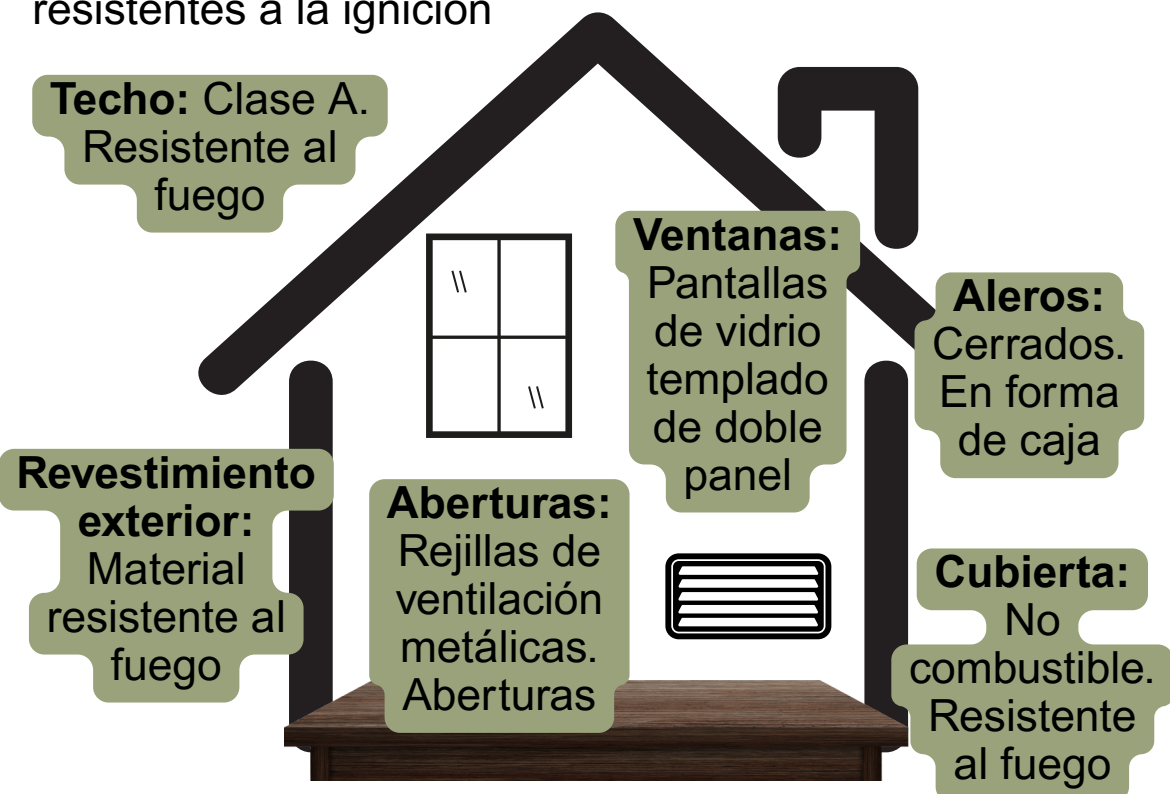 resistentes a la ignición
Techo: Clase A.
Resistente al
fuego
Ventanas:
Pantallas
de vidrio
templado
de doble
panel
Aleros:
Cerrados.
En forma
de caja
Revestimiento
exterior:
Material
resistente al
fuego
Aberturas:
Rejillas de
ventilación
metálicas.
Aberturas
Cubierta:
No
combustible.
Resistente
al fuego